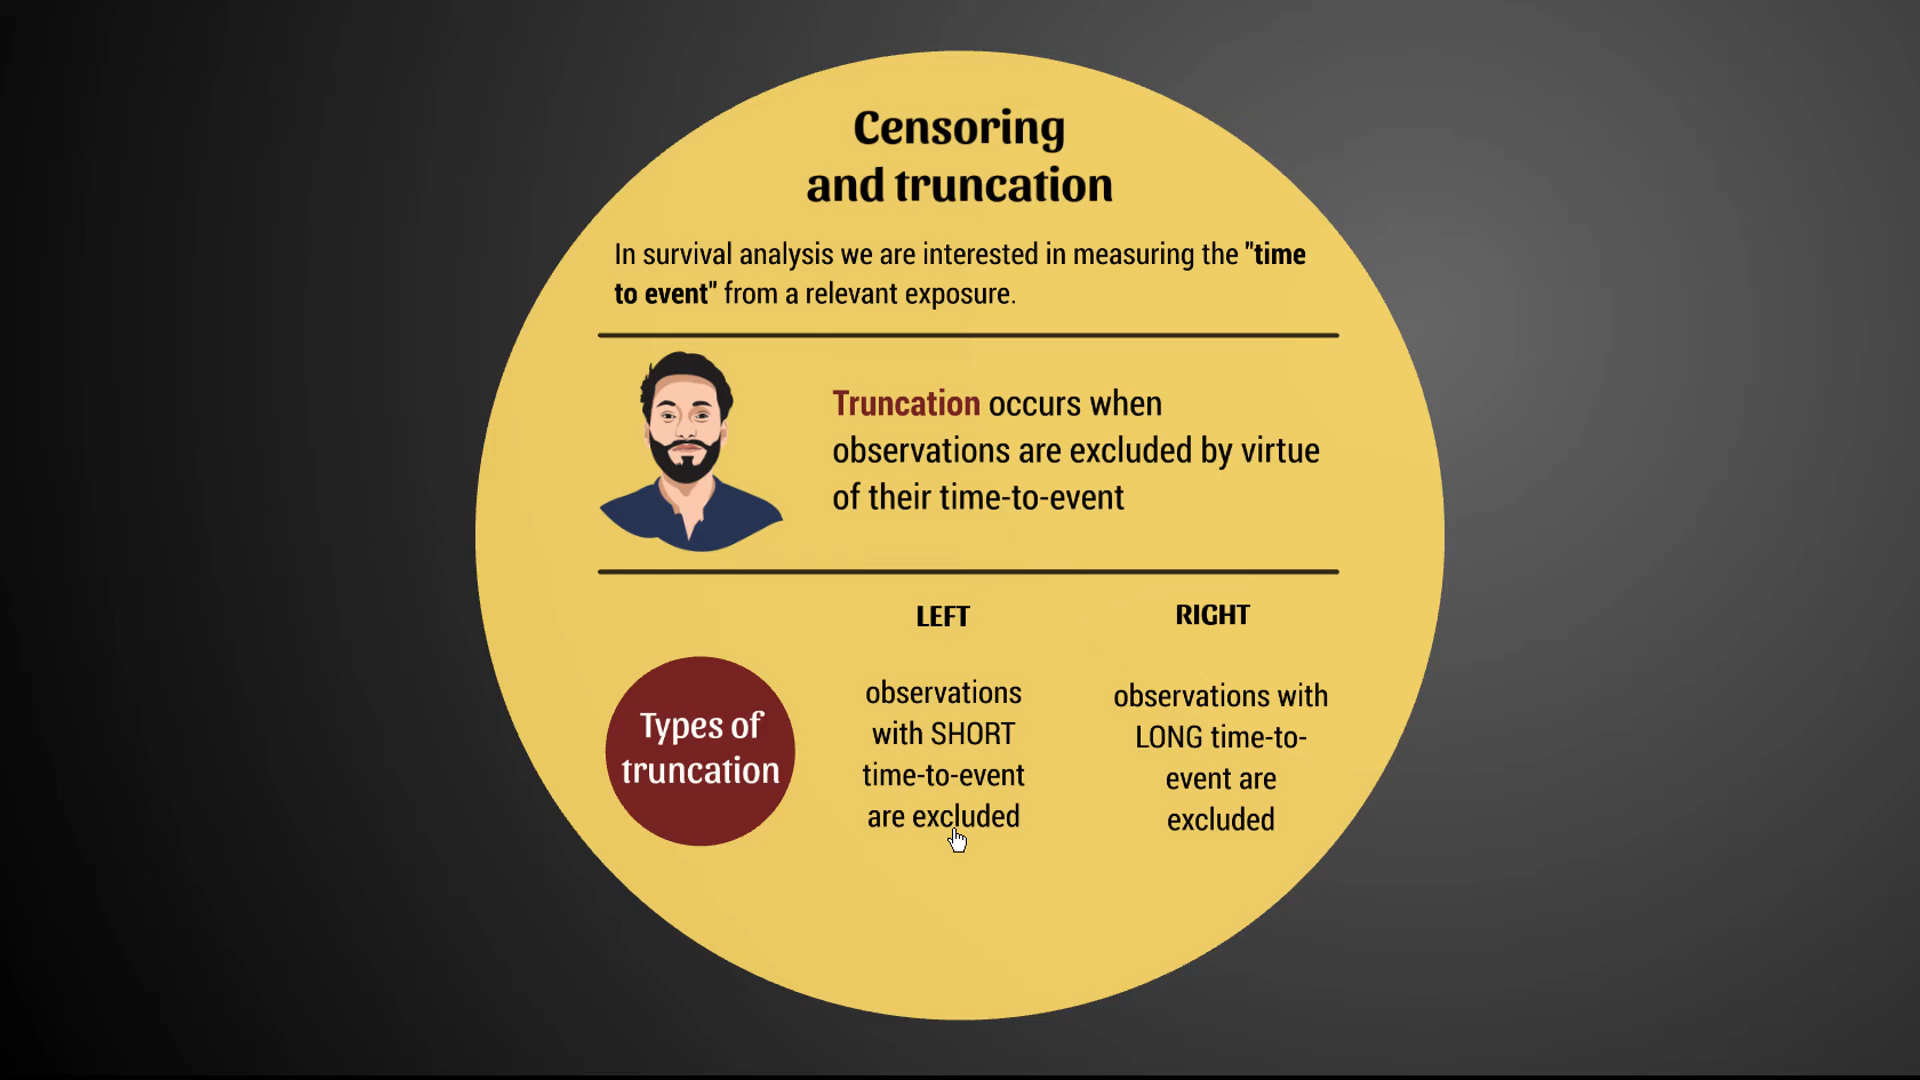 Censoring
and truncation
In survival analysis we are interested in measuring the "time
to event" from a relevant exposure.
Truncation occurs when
observations are excluded by virtue
of their time-to-event
LEFT
RIGHT
Types of
truncation
observations
with SHORT
time-to-event
are excluded
observations with
LONG time-to-
event are
excluded